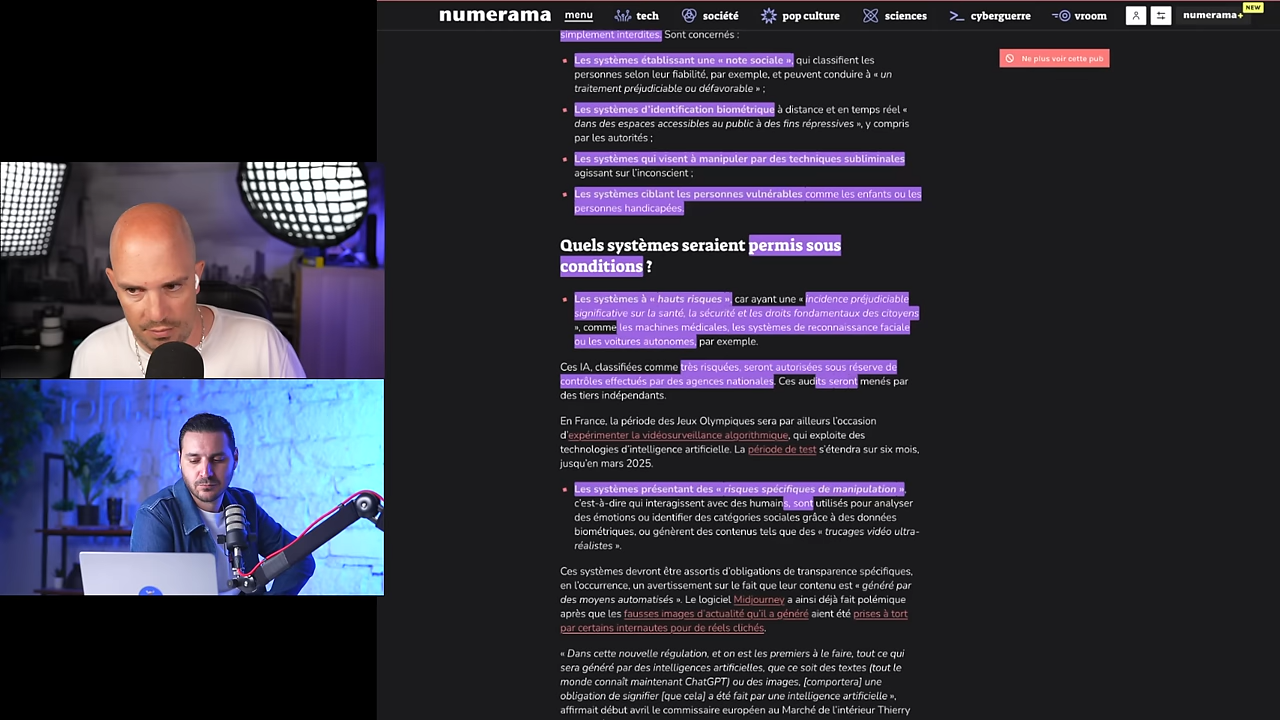 numerama
menu
tech
société
pop culture
sciences
cyberguerre
vroom
numerama+
NEW
Ne plus voir cette pub
simplement interdites. Sont concernés :
Les systèmes établissant une « note sociale », qui classifient les
personnes selon leur fiabilité, par exemple, et peuvent conduire à « un
traitement préjudiciable ou défavorable » ;
Les systèmes d'identification biométrique à distance et en temps réel «
dans des espaces accessibles au public à des fins répressives », y compris
par les autorités ;
Les systèmes qui visent à manipuler par des techniques subliminales
agissant sur l'inconscient ;
Les systèmes ciblant les personnes vulnérables comme les enfants ou les
personnes handicapées.
Quels systèmes seraient permis sous
conditions ?
Les systèmes à « hauts risques », car ayant une « incidence préjudiciable
significative sur la santé, la sécurité et les droits fondamentaux des citoyens
», comme les machines médicales, les systèmes de reconnaissance faciale
ou les voitures autonomes, par exemple.
Ces IA, classifiées comme très risquées, seront autorisées sous réserve de
contrôles effectués par des agences nationales. Ces audits seront menés par
des tiers indépendants.
En France, la période des Jeux Olympiques sera par ailleurs l'occasion
d'expérimenter la vidéosurveillance algorithmique, qui exploite des
technologies d'intelligence artificielle. La période de test s'étendra sur six mois,
jusqu'en mars 2025.
Les systèmes présentant des « risques spécifiques de manipulation »,
c'est-à-dire qui interagissent avec des humains, sont utilisés pour analyser
des émotions ou identifier des catégories sociales grâce à des données
biométriques, ou génèrent des contenus tels que des « trucages vidéo ultra-
réalistes ».
Ces systèmes devront être assortis d'obligations de transparence spécifiques,
en l'occurrence, un avertissement sur le fait que leur contenu est « généré par
des moyens automatisés ». Le logiciel Midjourney a ainsi déjà fait polémique
après que les fausses images d'actualité qu'il a généré aient été prises à tort
par certains internautes pour de réels clichés.
« Dans cette nouvelle régulation, et on est les premiers à le faire, tout ce qui
sera généré par des intelligences artificielles, que ce soit des textes (tout le
monde connaît maintenant ChatGPT) ou des images, [comportera] une
obligation de signifier [que cela] a été fait par une intelligence artificielle »,
affirmait début avril le commissaire européen au Marché de l'intérieur Thierry